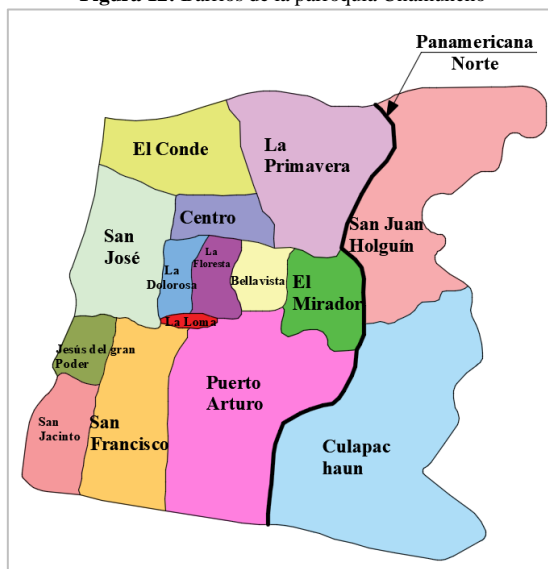 Panamericana
Norte
El Conde
La
Primavera
San Juan
Holguín
Centro
San
José
La
Dolorosa
La
Floresta
Bellavista
El
Mirador
La Loma
Jesús del gran
Poder
Puerto
Arturo
San
Jacinto
San
Francisco
Culapac
haun